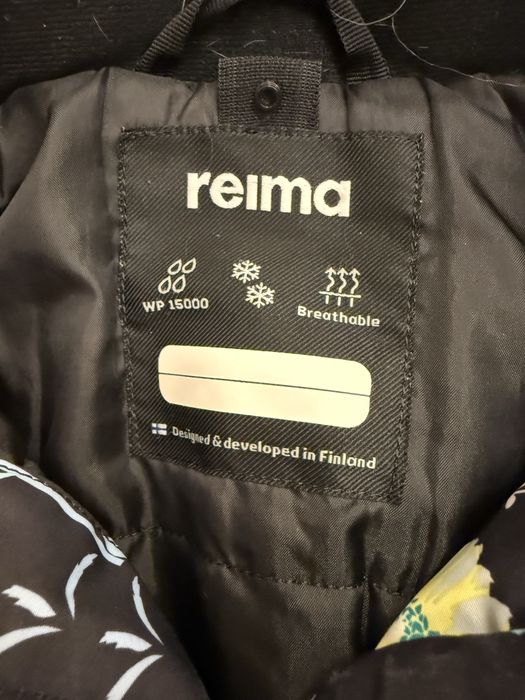 reima
WP 15000
Breathable
Designed & developed in Finland